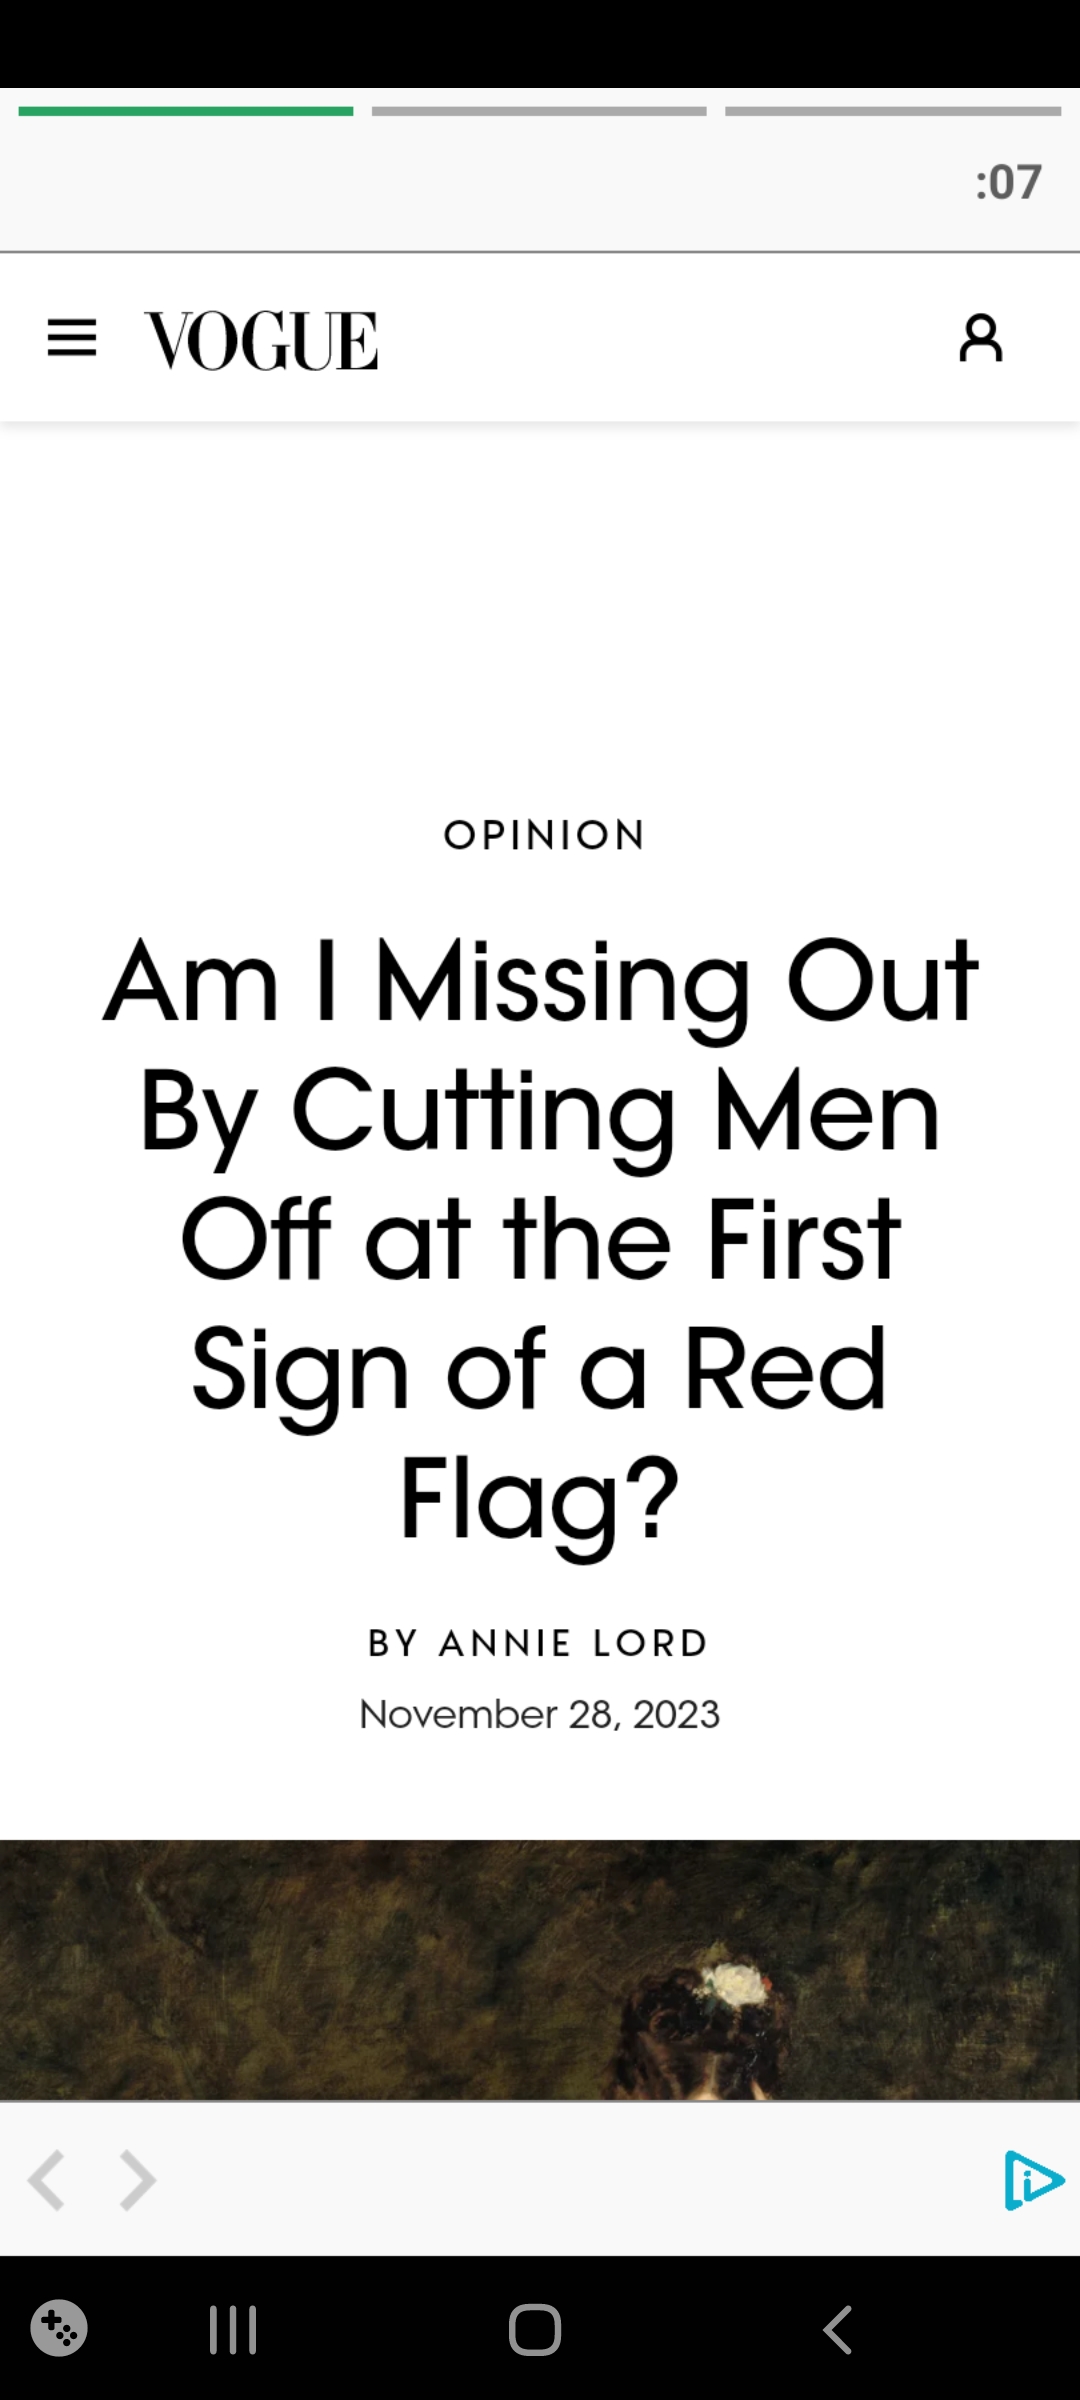 :07
VOGUE
OPINION
Am I Missing Out
By Cutting Men
Off at the First
Sign of a Red
Flag?
BY ANNIE LORD
November 28, 2023